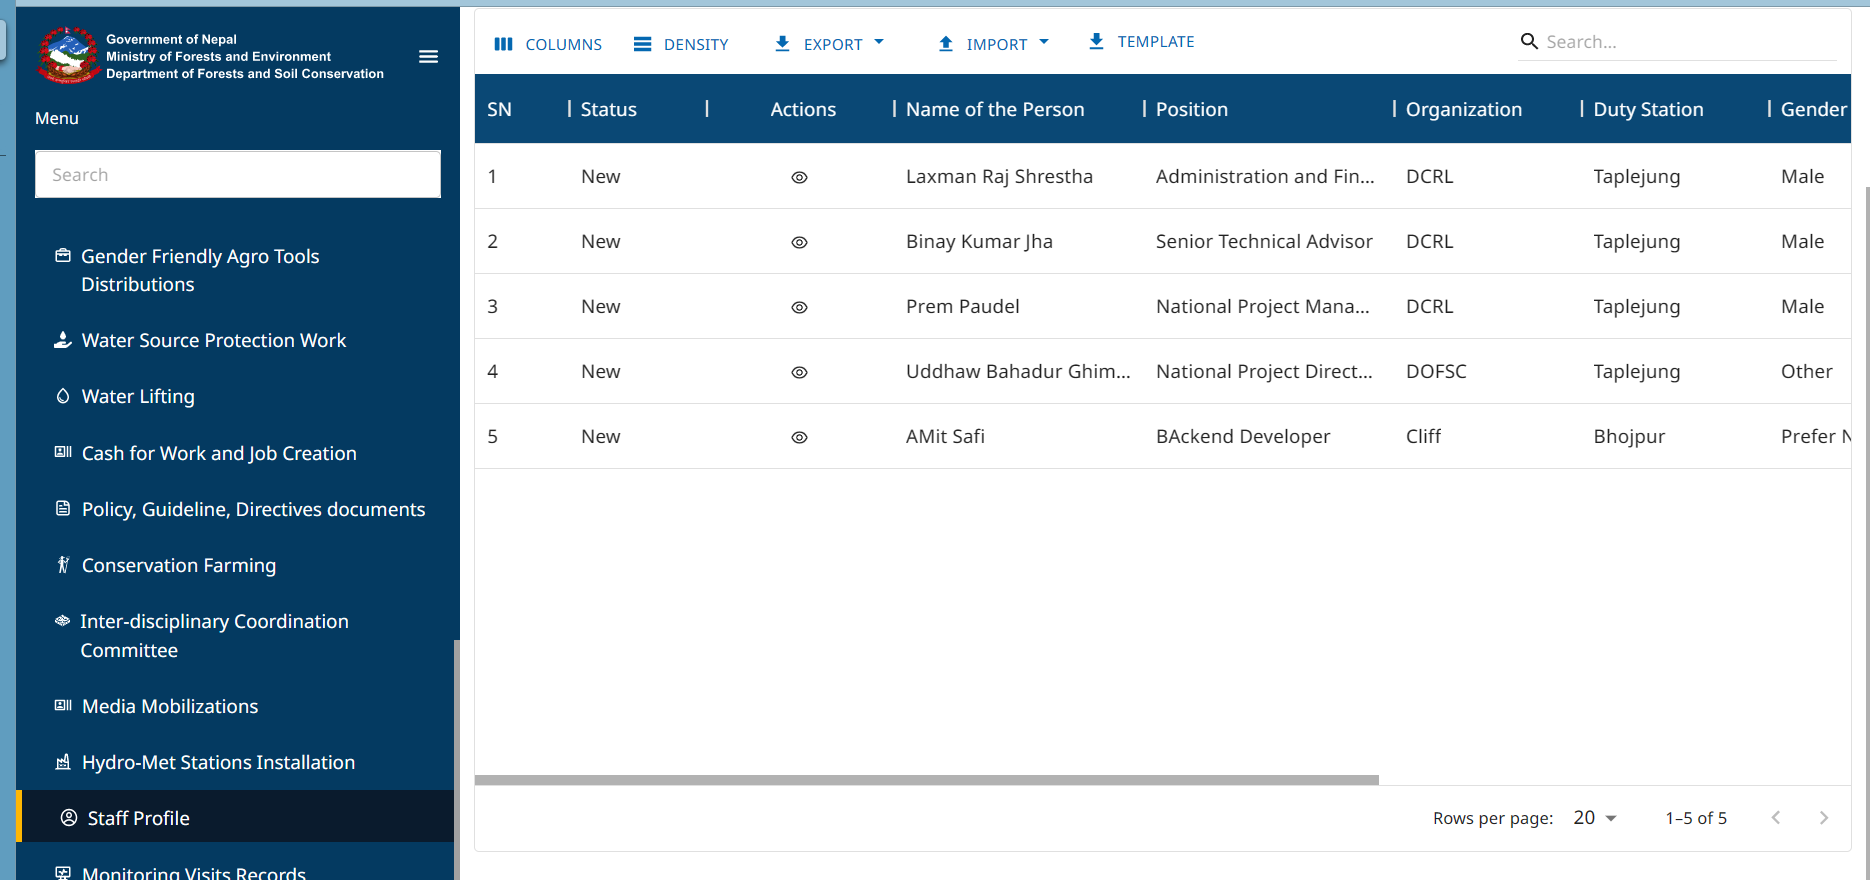 Government of Nepal
Ministry of Forests and Environment
Department of Forests and Soil Conservation
Menu
Search
Gender Friendly Agro Tools
Distributions
Water Source Protection Work
Water Lifting
Cash for Work and Job Creation
Policy, Guideline, Directives documents
Conservation Farming
Inter-disciplinary Coordination
Committee
Media Mobilizations
Hydro-Met Stations Installation
Staff Profile
Monitoring Visits Records
COLUMNS DENSITY EXPORT IMPORT TEMPLATE Search...
SN Status Actions Name of the Person Position Organization Duty Station Gender
1 New Laxman Raj Shrestha Administration and Fin... DCRL Taplejung Male
2 New Binay Kumar Jha Senior Technical Advisor DCRL Taplejung Male
3 New Prem Paudel National Project Mana... DCRL Taplejung Male
4 New Uddhaw Bahadur Ghim... National Project Direct... DOFSC Taplejung Other
5 New AMit Safi BAckend Developer Cliff Bhojpur Prefer N
Rows per page: 20 1–5 of 5